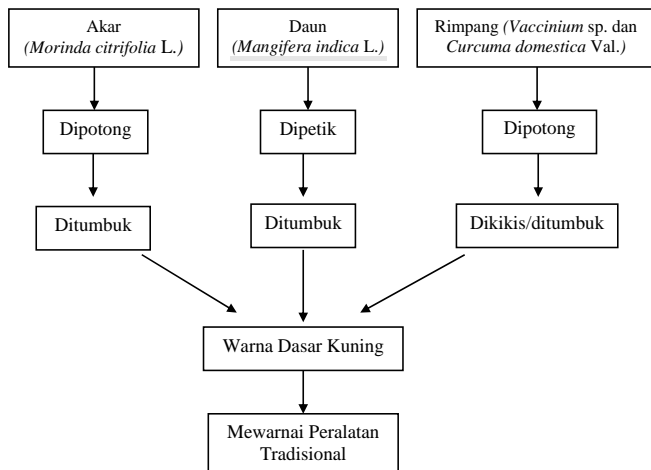 Akar
(Morinda citrifolia L.)
Daun
(Mangifera indica L.)
Rimpang (Vaccinium sp. dan
Curcuma domestica Val.)
Dipotong
Dipetik
Dipotong
Ditumbuk
Ditumbuk
Dikikis/ditumbuk
Warna Dasar Kuning
Mewarnai Peralatan
Tradisional